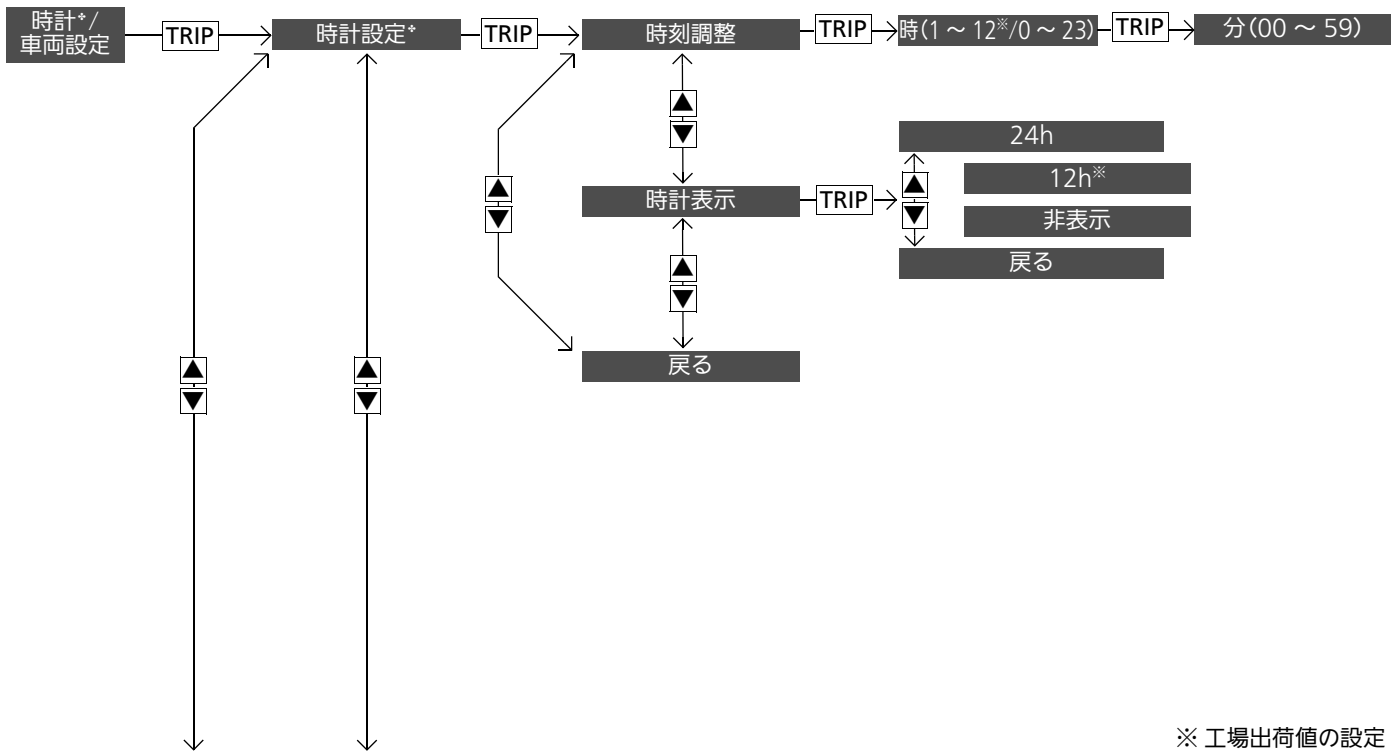 時計*/
車両設定
TRIP
時計設定*
TRIP
時刻調整
TRIP
時(1 ～ 12※/0 ～ 23)
TRIP
分(00 ～ 59)
▲
▼
24h
▲
▼
12h※
非表示
戻る
▲
▼
時計表示
TRIP
▲
▼
戻る
▲
▼
▲
▼
※ 工場出荷値の設定